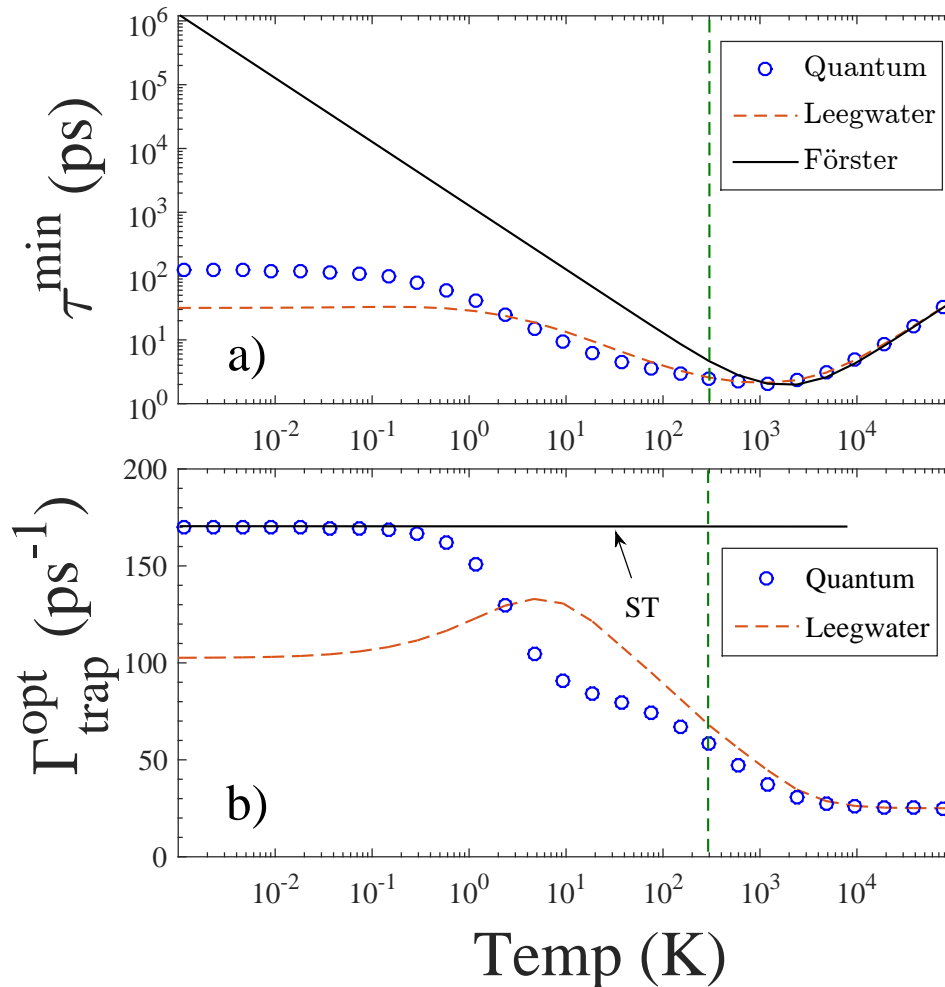 10^6
10^5
10^4
10^3
10^2
10^1
10^0
τ^min (ps)
Quantum
Leegwater
Förster
a)
10^-2 10^-1 10^0 10^1 10^2 10^3 10^4
200
150
100
50
0
Γ^opt_trap (ps^-1)
ST
Quantum
Leegwater
b)
10^-2 10^-1 10^0 10^1 10^2 10^3 10^4
Temp (K)